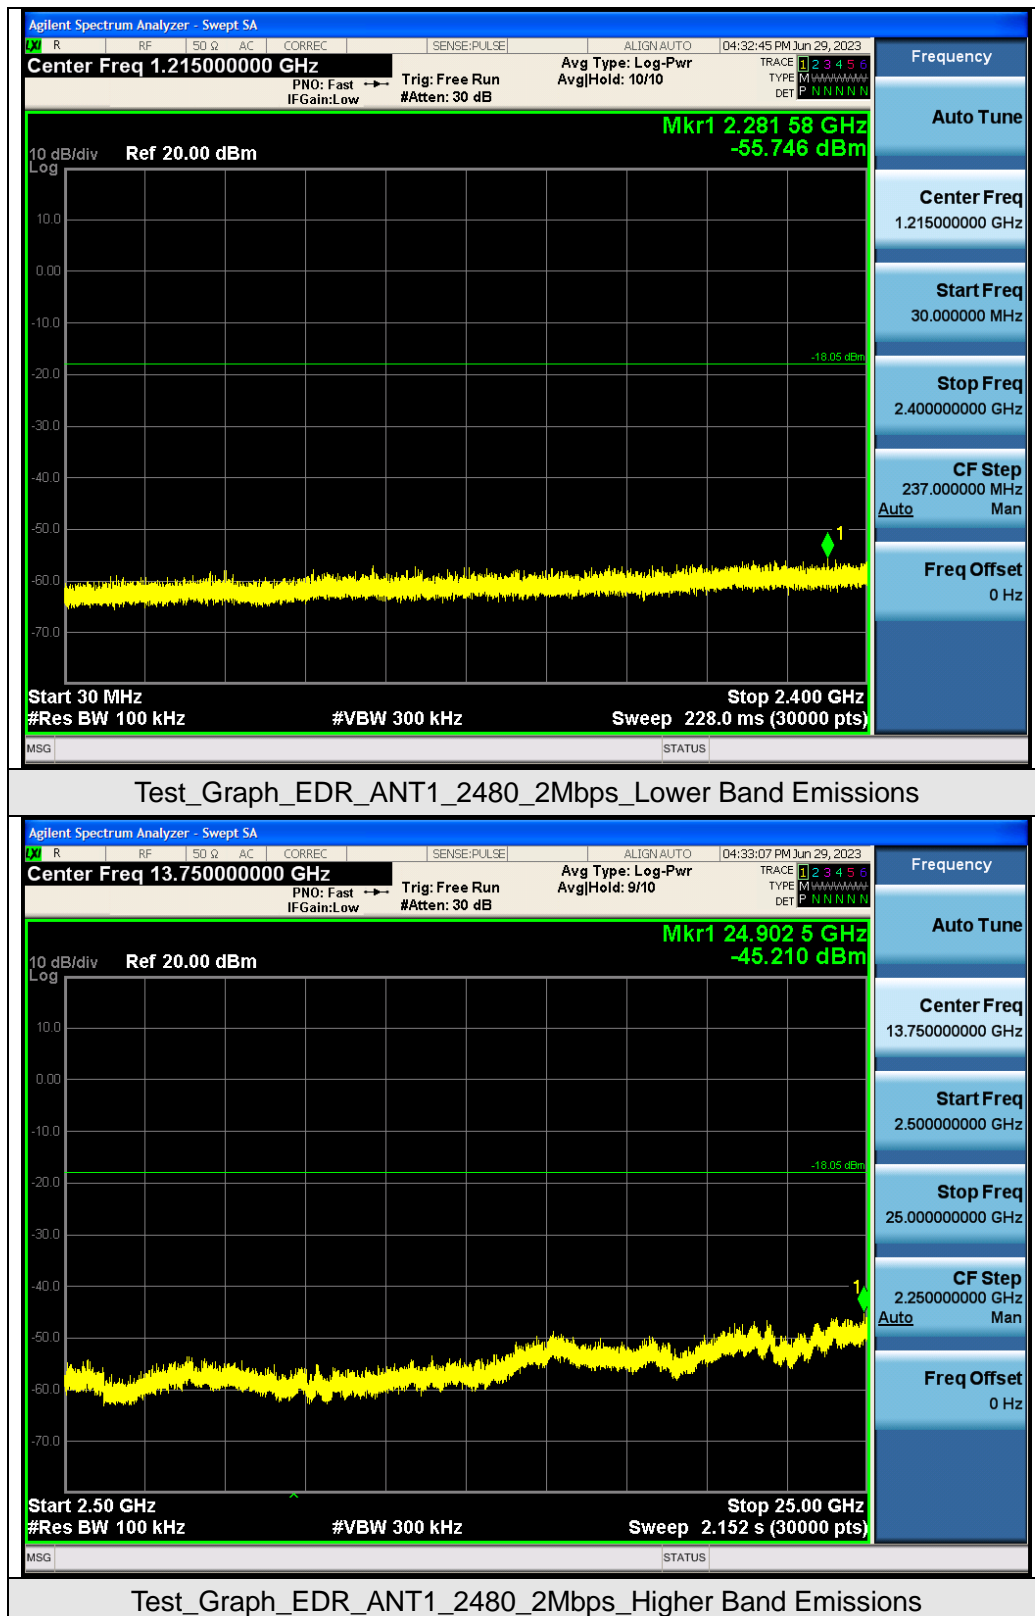 Agilent Spectrum Analyzer - Swept SA
LXI R RF 50 Ω AC CORREC SENSE:PULSE ALIGN AUTO 04:32:45 PM Jun 29, 2023
Center Freq 1.215000000 GHz
PNO: Fast
IFGain:Low
Trig: Free Run
#Atten: 30 dB
Avg Type: Log-Pwr
Avg|Hold: 10/10
TRACE 1 2 3 4 5 6
TYPE M
DET P N N N N N
Frequency
Auto Tune
Center Freq
1.215000000 GHz
Start Freq
30.000000 MHz
Stop Freq
2.400000000 GHz
CF Step
237.000000 MHz
Auto Man
Freq Offset
0 Hz
Mkr1 2.281 58 GHz
-55.746 dBm
10 dB/div Ref 20.00 dBm
Log
10.0
0.00
-10.0
-18.05 dBm
-20.0
-30.0
-40.0
-50.0
1
-60.0
-70.0
Start 30 MHz Stop 2.400 GHz
#Res BW 100 kHz #VBW 300 kHz Sweep 228.0 ms (30000 pts)
MSG STATUS
Test_Graph_EDR_ANT1_2480_2Mbps_Lower Band Emissions
Agilent Spectrum Analyzer - Swept SA
LXI R RF 50 Ω AC CORREC SENSE:PULSE ALIGN AUTO 04:33:07 PM Jun 29, 2023
Center Freq 13.750000000 GHz
PNO: Fast
IFGain:Low
Trig: Free Run
#Atten: 30 dB
Avg Type: Log-Pwr
Avg|Hold: 9/10
TRACE 1 2 3 4 5 6
TYPE M
DET P N N N N N
Frequency
Auto Tune
Center Freq
13.750000000 GHz
Start Freq
2.500000000 GHz
Stop Freq
25.000000000 GHz
CF Step
2.250000000 GHz
Auto Man
Freq Offset
0 Hz
Mkr1 24.902 5 GHz
-45.210 dBm
10 dB/div Ref 20.00 dBm
Log
10.0
0.00
-10.0
-18.05 dBm
-20.0
-30.0
-40.0
1
-50.0
-60.0
-70.0
Start 2.50 GHz Stop 25.00 GHz
#Res BW 100 kHz #VBW 300 kHz Sweep 2.152 s (30000 pts)
MSG STATUS
Test_Graph_EDR_ANT1_2480_2Mbps_Higher Band Emissions